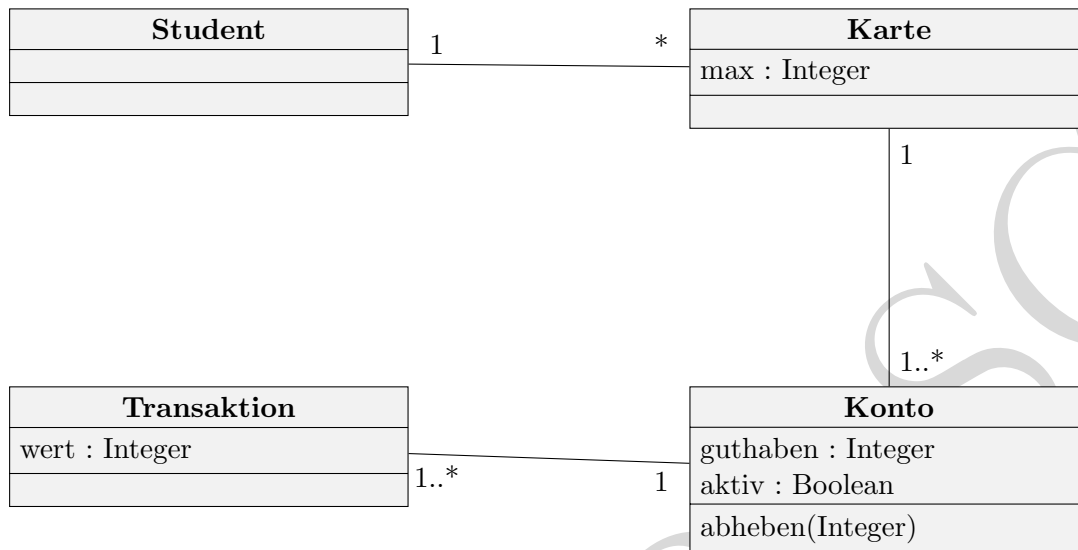 Student
1
*
Karte
max : Integer
1
1..*
Transaktion
wert : Integer
1..*
1
Konto
guthaben : Integer
aktiv : Boolean
abheben(Integer)